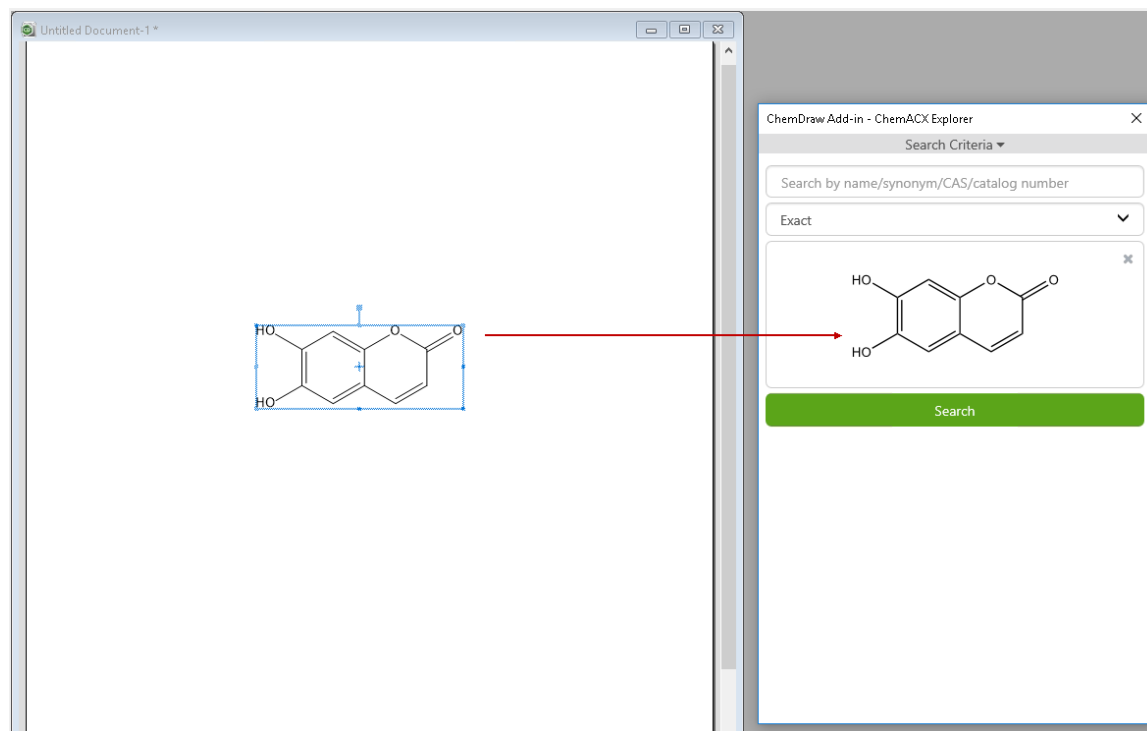 Untitled Document-1 *
HO
O
O
HO
ChemDraw Add-in - ChemACX Explorer
Search Criteria
Search by name/synonym/CAS/catalog number
Exact
HO
O
O
HO
Search